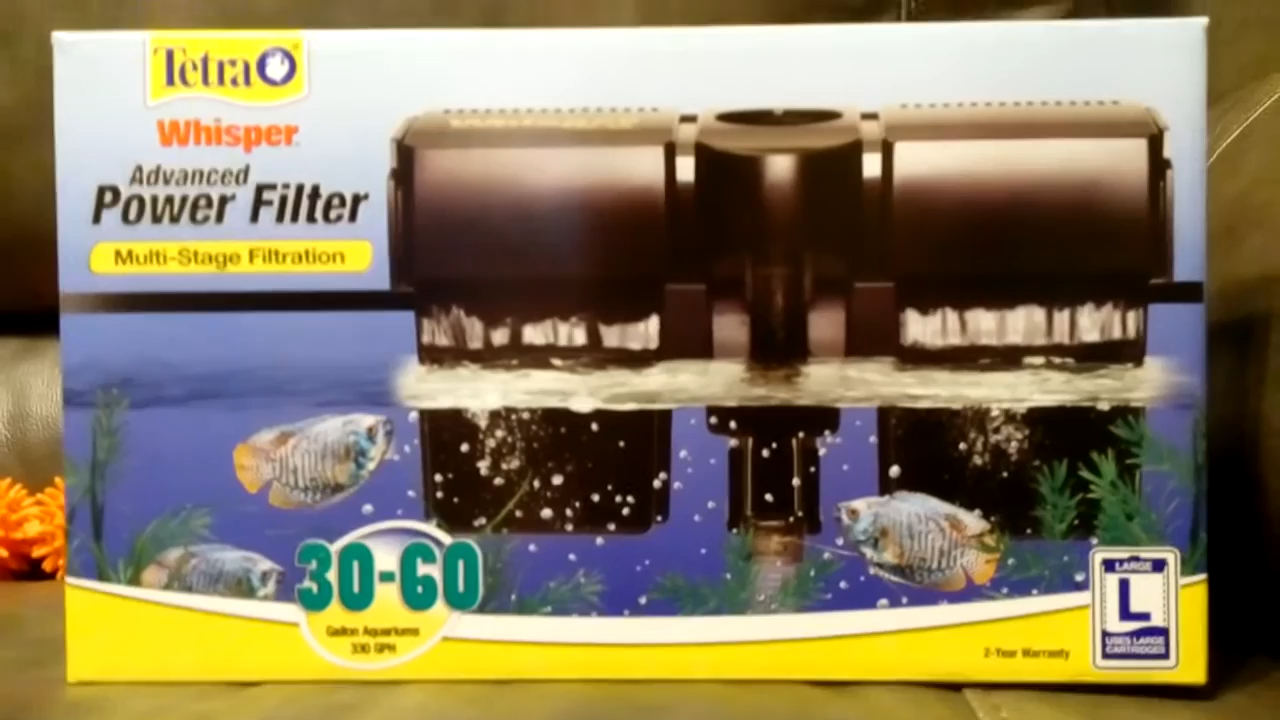 Tetra
Whisper
Advanced
Power Filter
Multi-Stage Filtration
30-60
Gallon Aquariums
330 GPH
2-Year Warranty
LARGE
L
USES LARGE
CARTRIDGES